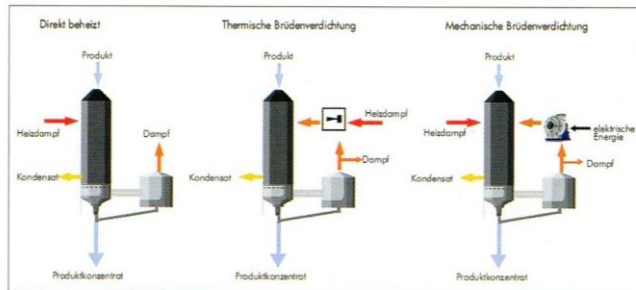 Direkt beheizt
Produkt
Heizdampf
Dampf
Kondensat
Produktkonzentrat
Thermische Brüdenverdichtung
Produkt
Heizdampf
Dampf
Kondensat
Produktkonzentrat
Mechanische Brüdenverdichtung
Produkt
Heizdampf
elektrische
Energie
Dampf
Kondensat
Produktkonzentrat